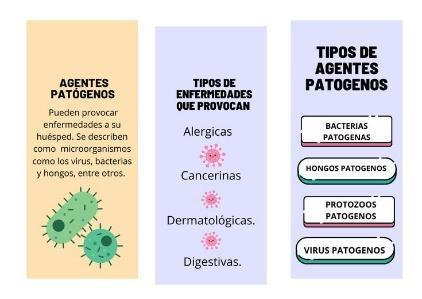 AGENTES
PATÓGENOS
Pueden provocar
enfermedades a su
huésped. Se describen
como microorganismos
como los virus, bacterias
y hongos, entre otros.
TIPOS DE
ENFERMEDADES
QUE PROVOCAN
Alergicas
Cancerinas
Dermatológicas.
Digestivas.
TIPOS DE
AGENTES
PATOGENOS
BACTERIAS
PATOGENAS
HONGOS PATOGENOS
PROTOZOOS
PATOGENOS
VIRUS PATOGENOS